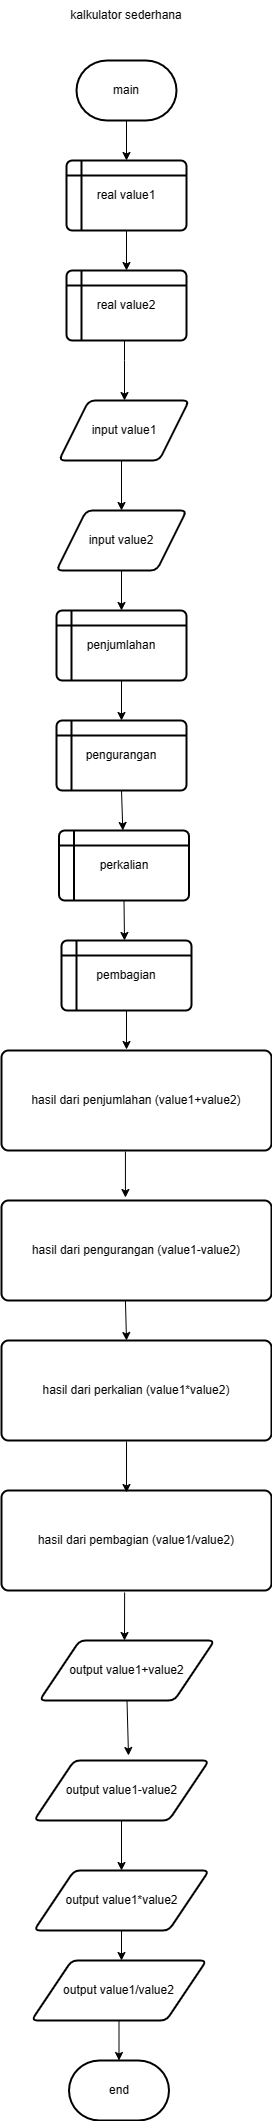 kalkulator sederhana
main
real value1
real value2
input value1
input value2
penjumlahan
pengurangan
perkalian
pembagian
hasil dari penjumlahan (value1+value2)
hasil dari pengurangan (value1-value2)
hasil dari perkalian (value1*value2)
hasil dari pembagian (value1/value2)
output value1+value2
output value1-value2
output value1*value2
output value1/value2
end